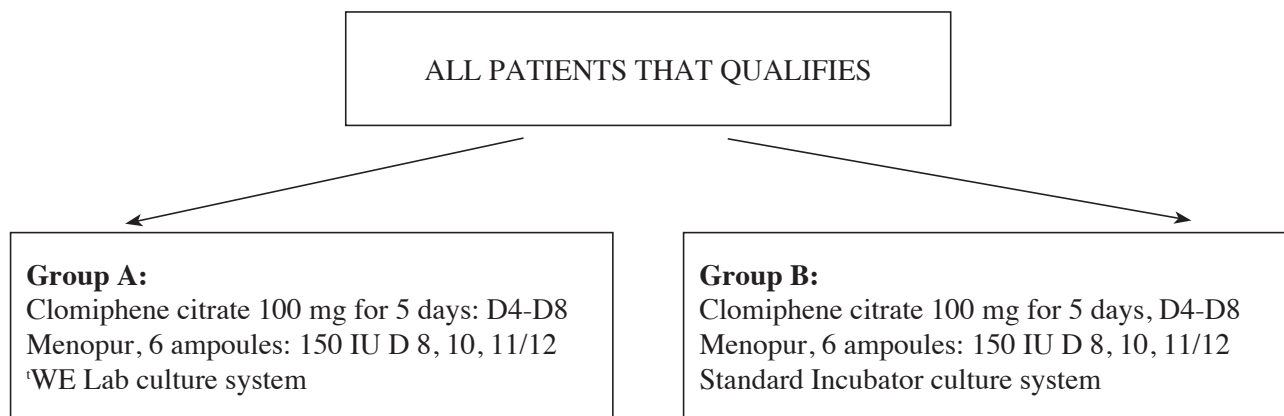 ALL PATIENTS THAT QUALIFIES
Group A:
Clomiphene citrate 100 mg for 5 days: D4-D8
Menopur, 6 ampoules: 150 IU D 8, 10, 11/12
ᵗWE Lab culture system
Group B:
Clomiphene citrate 100 mg for 5 days, D4-D8
Menopur, 6 ampoules: 150 IU D 8, 10, 11/12
Standard Incubator culture system